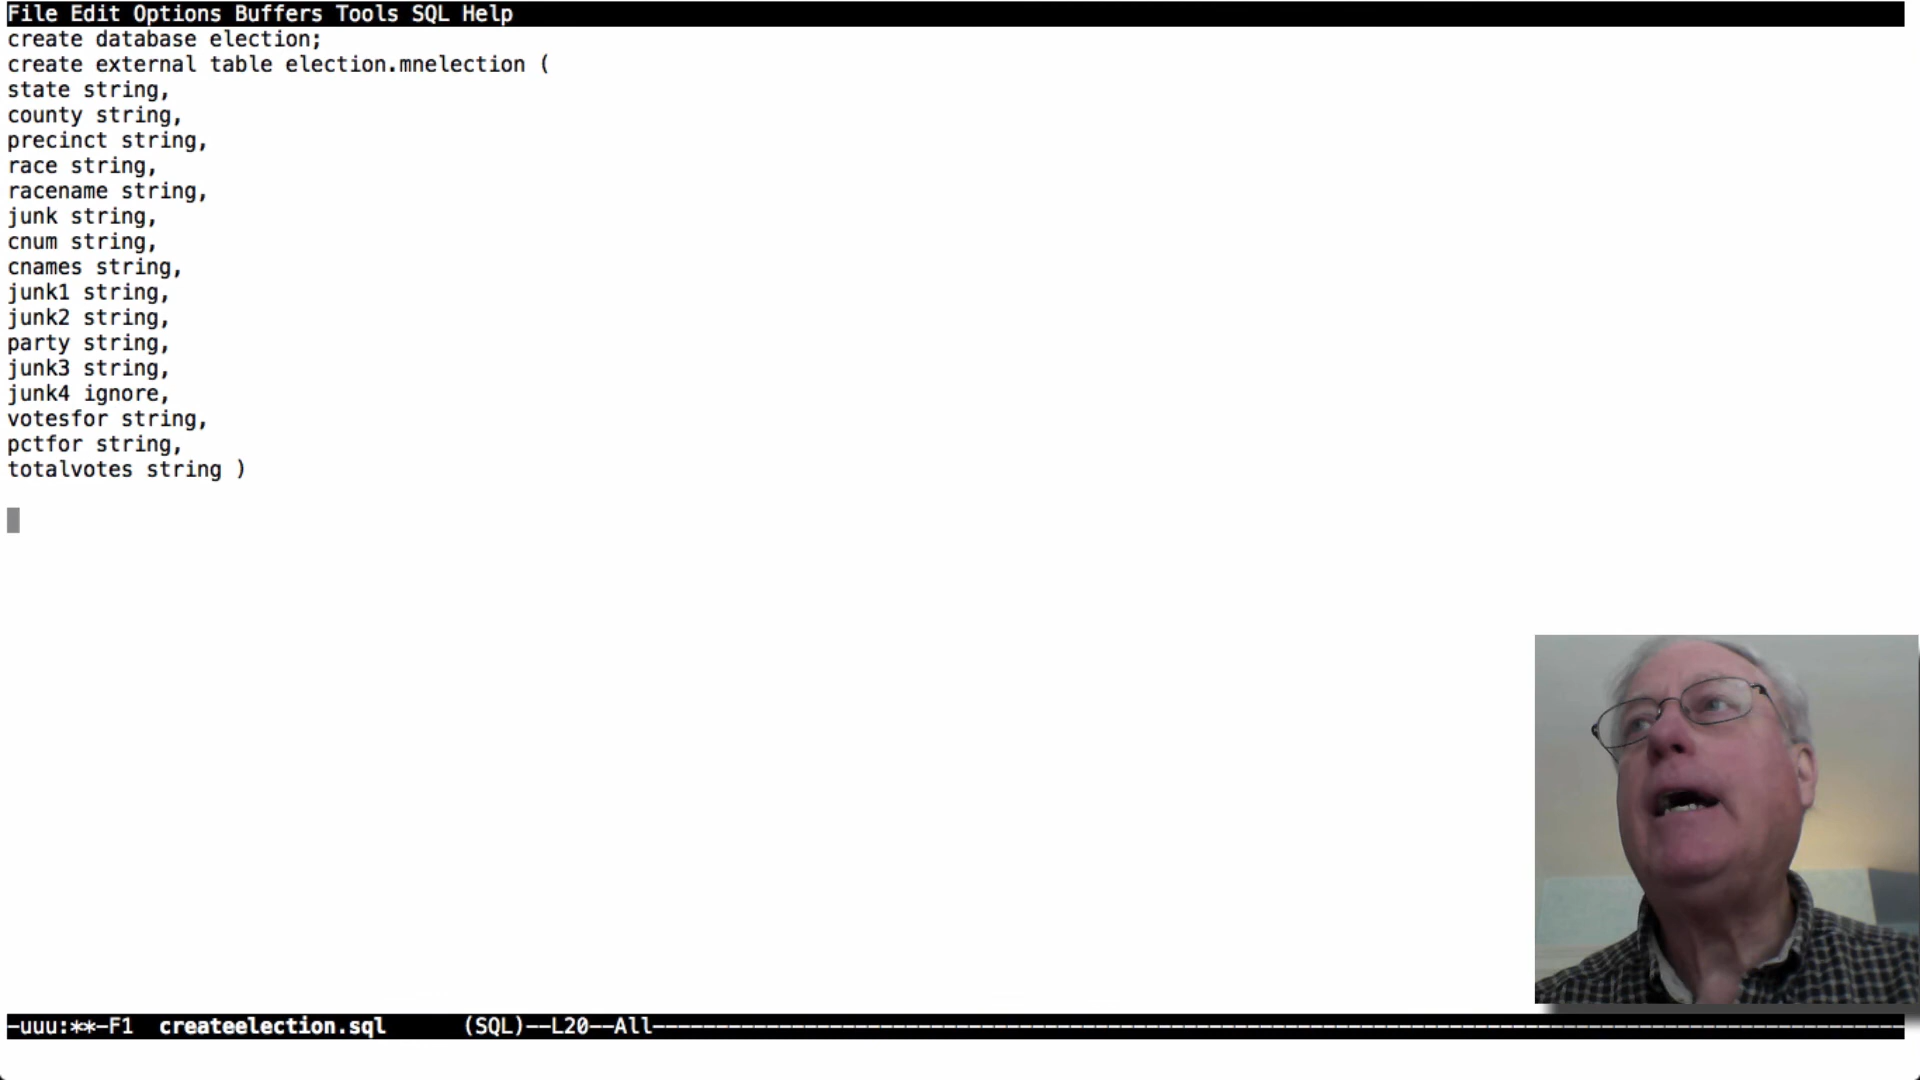 File Edit Options Buffers Tools SQL Help
create database election;
create external table election.mnelection (
state string,
county string,
precinct string,
race string,
racename string,
junk string,
cnum string,
cnames string,
junk1 string,
junk2 string,
party string,
junk3 string,
junk4 ignore,
votesfor string,
pctfor string,
totalvotes string )
-uuu:**-F1  createelection.sql      (SQL)--L20--All--------------------------------------------------------------------------------------------------